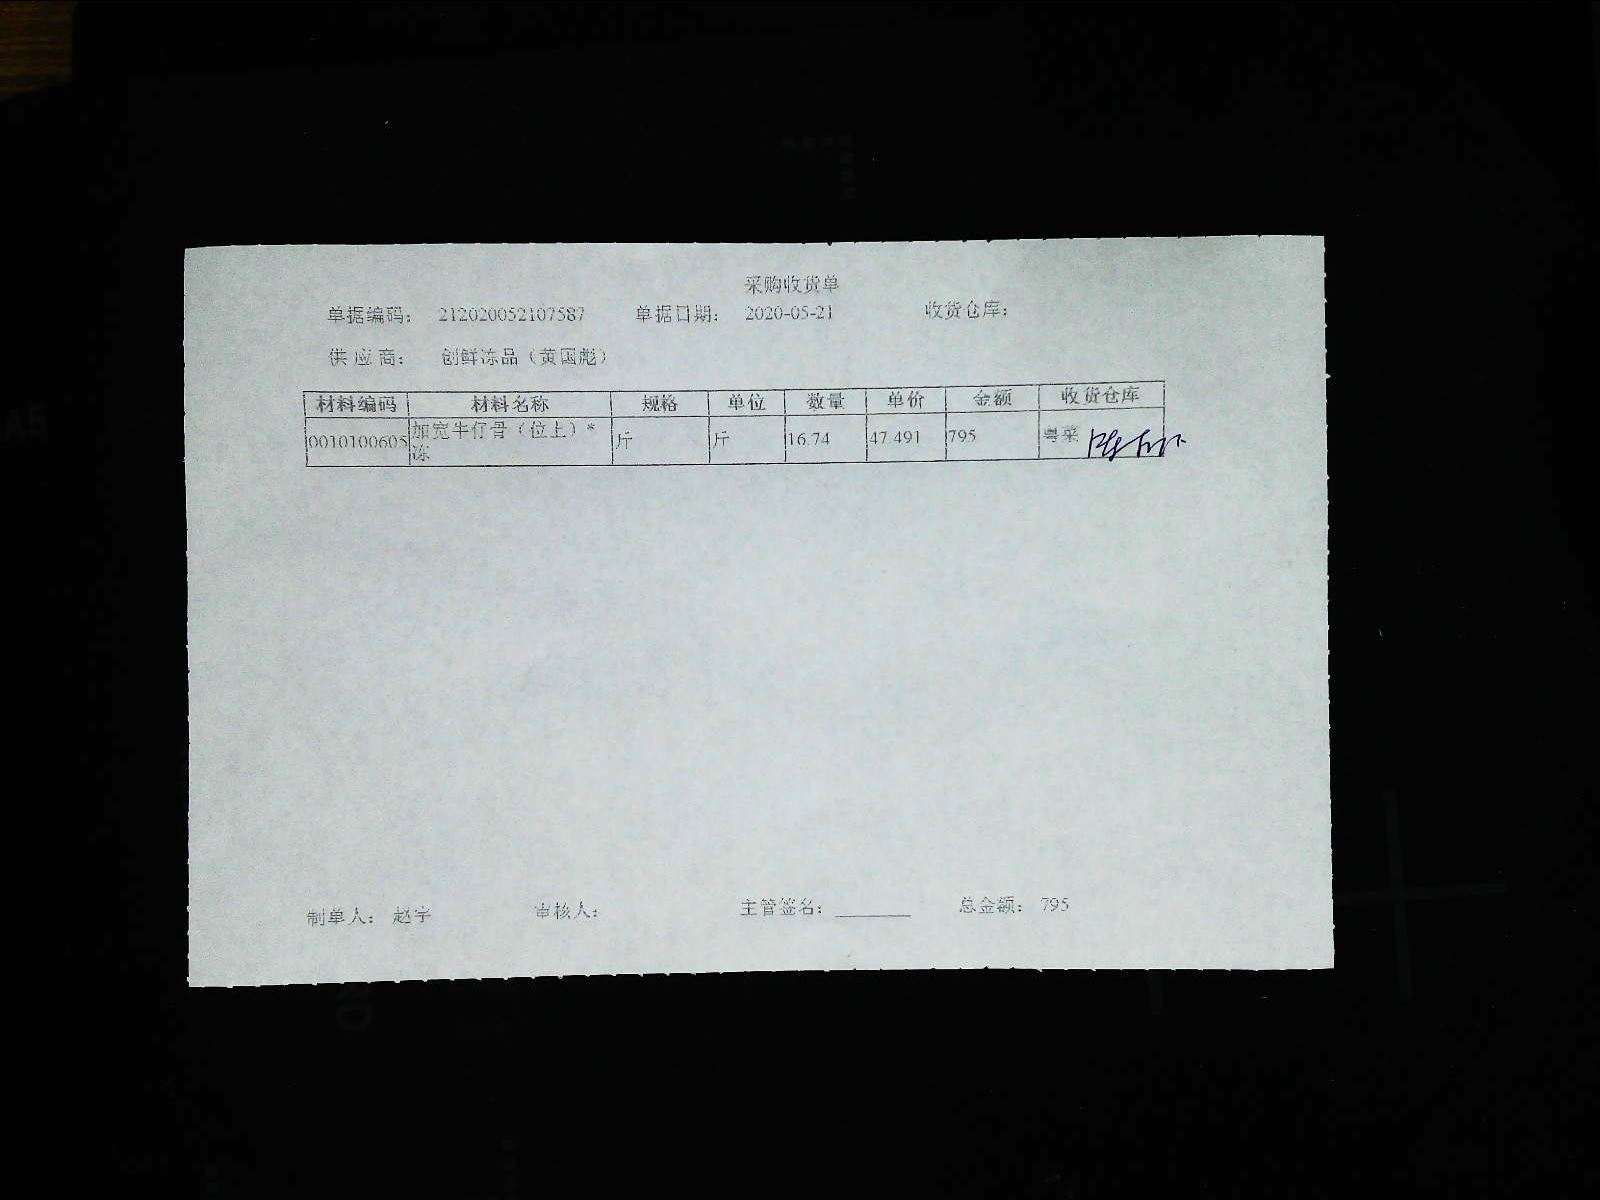 采购收货单
单据编码： 212020052107587 单据日期： 2020-05-21 收货仓库：
供 应 商： 创鲜冻品（黄国彪）
材料编码 材料名称 规格 单位 数量 单价 金额 收货仓库
0010100605 加宽牛仔骨（位上）* 斤 斤 16.74 47.491 795 粤菜
冻
制单人： 赵宇 审核人： 主管签名： 总金额： 795